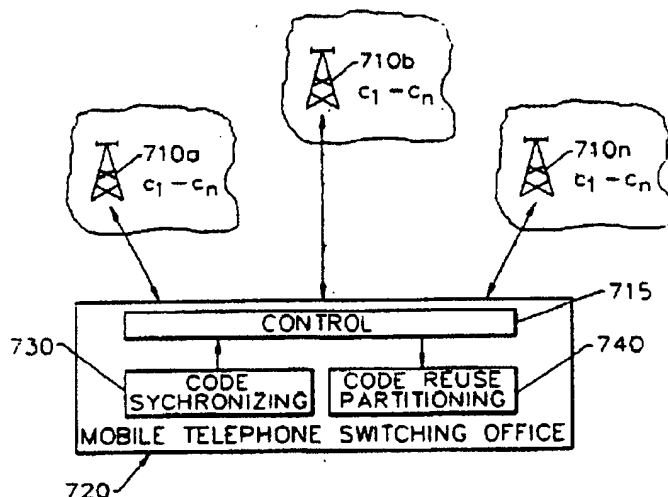 710b
c1 – cn
710a
c1 – cn
710n
c1 – cn
715
CONTROL
730
740
CODE
SYCHRONIZING
CODE REUSE
PARTITIONING
MOBILE TELEPHONE SWITCHING OFFICE
720